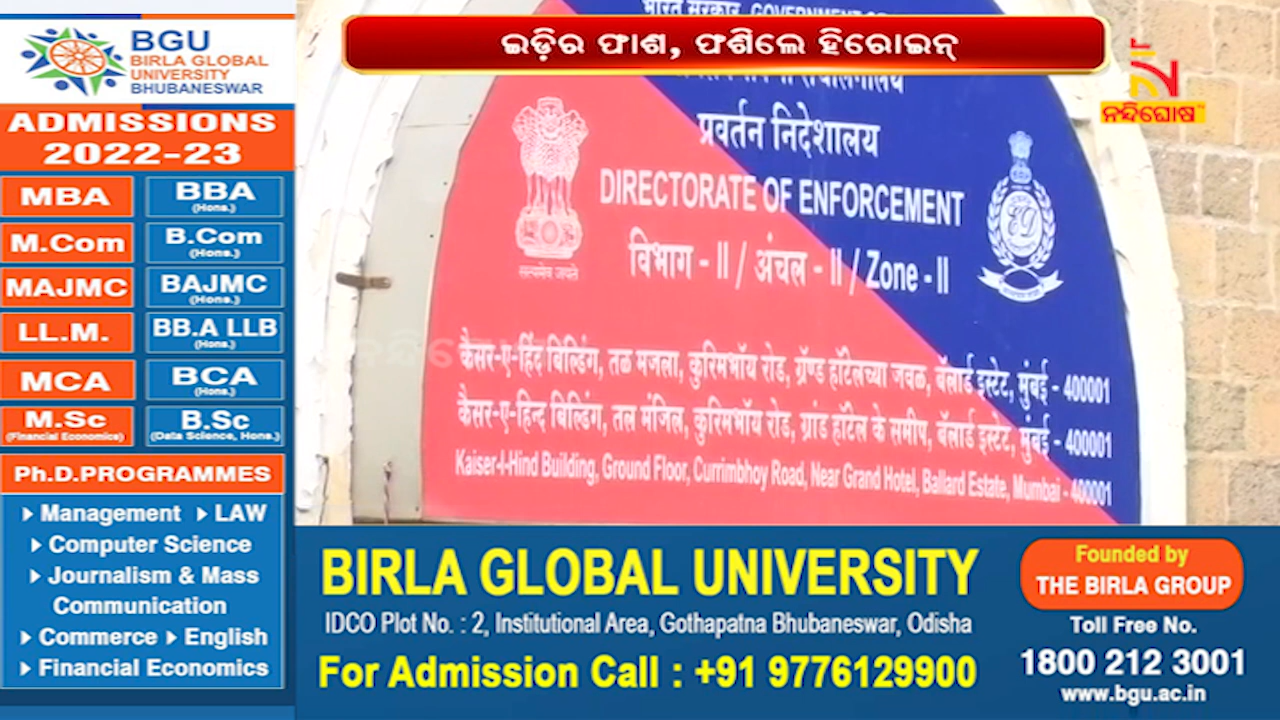 BGU
BIRLA GLOBAL
UNIVERSITY
BHUBANESWAR
ADMISSIONS
2022-23
MBA
BBA
(Hons.)
M.Com
B.Com
(Hons.)
MAJMC
BAJMC
(Hons.)
LL.M.
BB.A LLB
(Hons.)
MCA
BCA
(Hons.)
M.Sc
(Financial Economics)
B.Sc
(Data Science, Hons.)
Ph.D.PROGRAMMES
Management LAW
Computer Science
Journalism & Mass
Communication
Commerce English
Financial Economics
भारत सरकार GOVERNMENT
ଇଡ଼ିର ଫାଶ, ଫଶିଲେ ହିରୋଇନ୍
ନନ୍ଦିଘୋଷ
प्रवर्तन निदेशालय
DIRECTORATE OF ENFORCEMENT
विभाग - II / अंचल - II / Zone - II
सत्यमेव जयते
कैसर-ए-हिंद बिल्डिंग, तळ मजला, कुरिमभॉय रोड, ग्रॅण्ड हॉटेलच्या जवळ, बॅलार्ड इस्टेट, मुंबई - 400001
कैसर-ए-हिन्द बिल्डिंग, तल मंजिल, कुरिमभॉय रोड, ग्रांड हॉटेल के समीप, बॅलार्ड इस्टेट, मुंबई - 400001
Kaiser-I-Hind Building, Ground Floor, Currimbhoy Road, Near Grand Hotel, Ballard Estate, Mumbai - 400001
BIRLA GLOBAL UNIVERSITY
IDCO Plot No. : 2, Institutional Area, Gothapatna Bhubaneswar, Odisha
For Admission Call : +91 9776129900
Founded by
THE BIRLA GROUP
Toll Free No.
1800 212 3001
www.bgu.ac.in